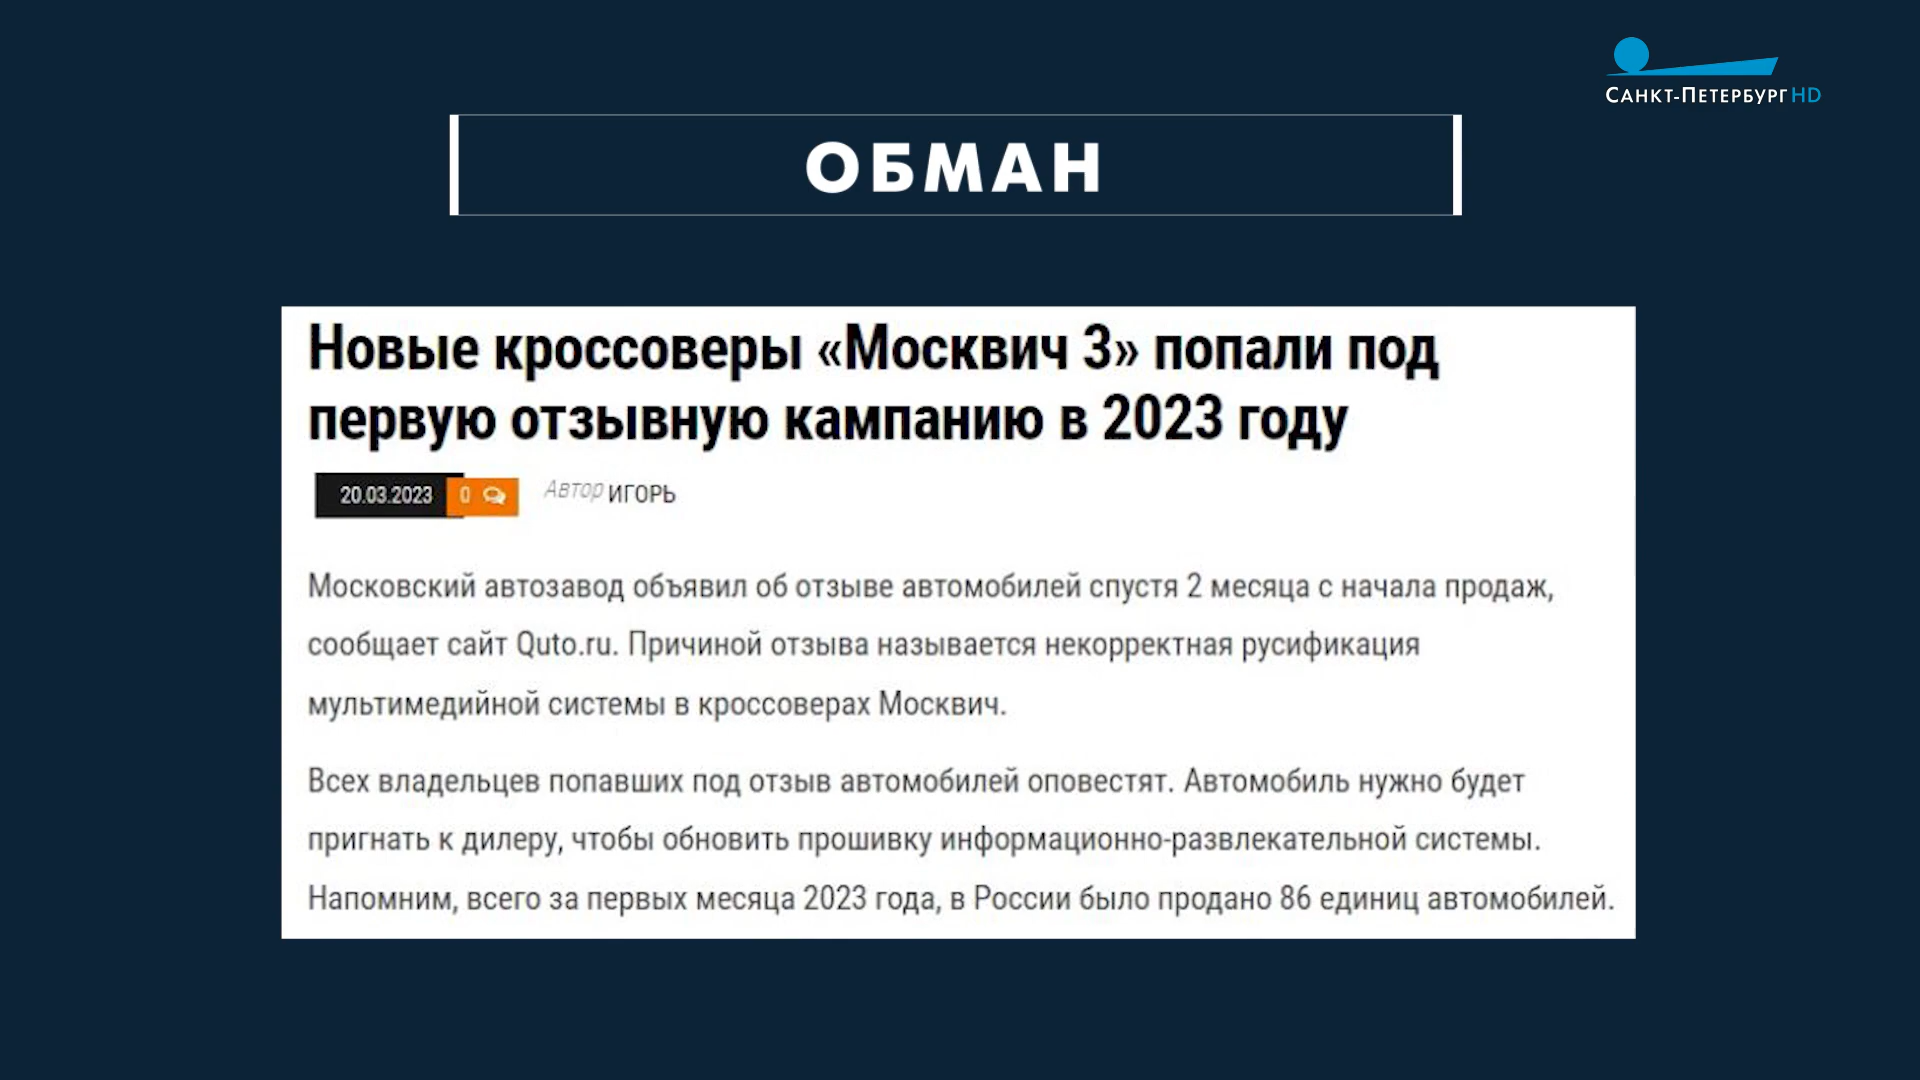 САНКТ-ПЕТЕРБУРГ HD
ОБМАН
Новые кроссоверы «Москвич 3» попали под
первую отзывную кампанию в 2023 году
20.03.2023 0 Автор ИГОРЬ
Московский автозавод объявил об отзыве автомобилей спустя 2 месяца с начала продаж,
сообщает сайт Quto.ru. Причиной отзыва называется некорректная русификация
мультимедийной системы в кроссоверах Москвич.
Всех владельцев попавших под отзыв автомобилей оповестят. Автомобиль нужно будет
пригнать к дилеру, чтобы обновить прошивку информационно-развлекательной системы.
Напомним, всего за первых месяца 2023 года, в России было продано 86 единиц автомобилей.